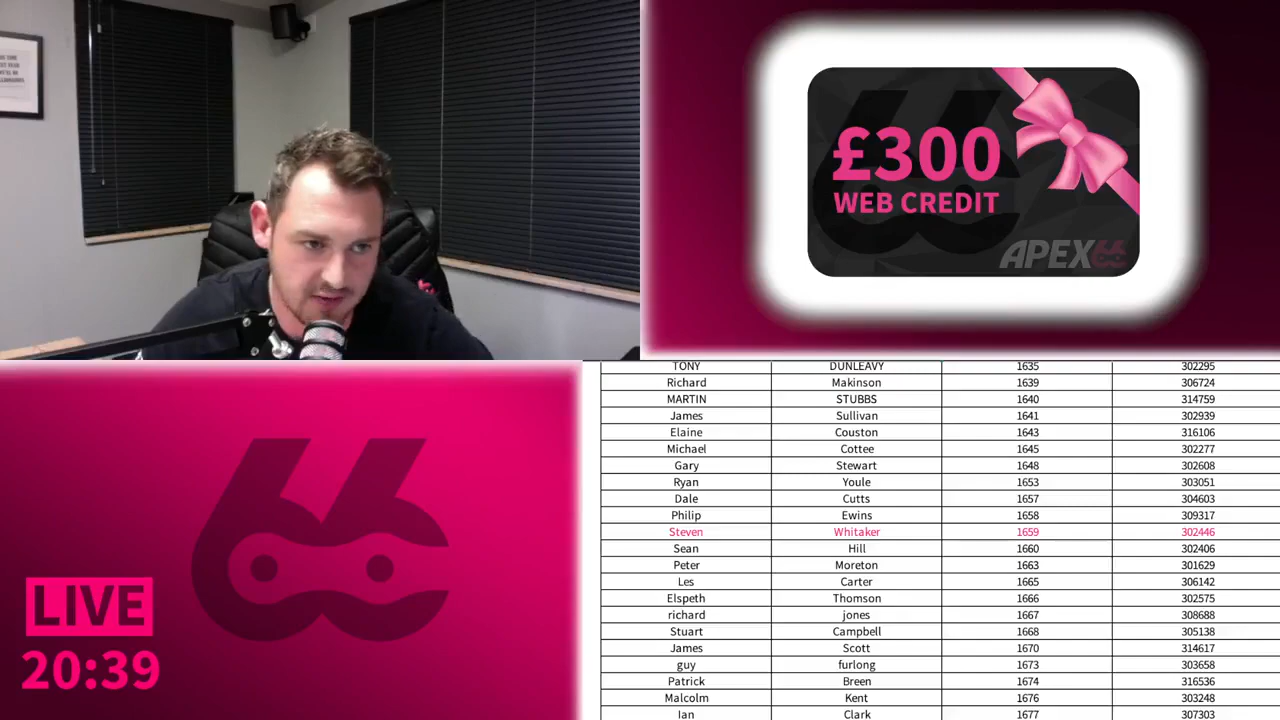 £300
WEB CREDIT
APEX66
LIVE
20:39
TONY DUNLEAVY 1635 302295
Richard Makinson 1639 306724
MARTIN STUBBS 1640 314759
James Sullivan 1641 302939
Elaine Couston 1643 316106
Michael Cottee 1645 302277
Gary Stewart 1648 302608
Ryan Youle 1653 303051
Dale Cutts 1657 304603
Philip Ewins 1658 309317
Steven Whitaker 1659 302446
Sean Hill 1660 302406
Peter Moreton 1663 301629
Les Carter 1665 306142
Elspeth Thomson 1666 302575
richard jones 1667 308688
Stuart Campbell 1668 305138
James Scott 1670 314617
guy furlong 1673 303658
Patrick Breen 1674 316536
Malcolm Kent 1676 303248
Ian Clark 1677 307303